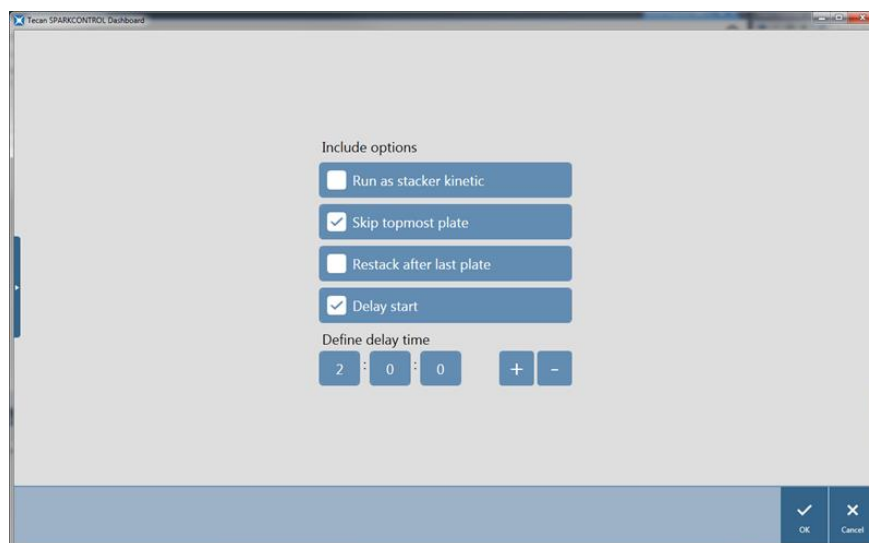 Tecan SPARKCONTROL Dashboard
Include options
Run as stacker kinetic
Skip topmost plate
Restack after last plate
Delay start
Define delay time
2 : 0 : 0 + -
OK Cancel